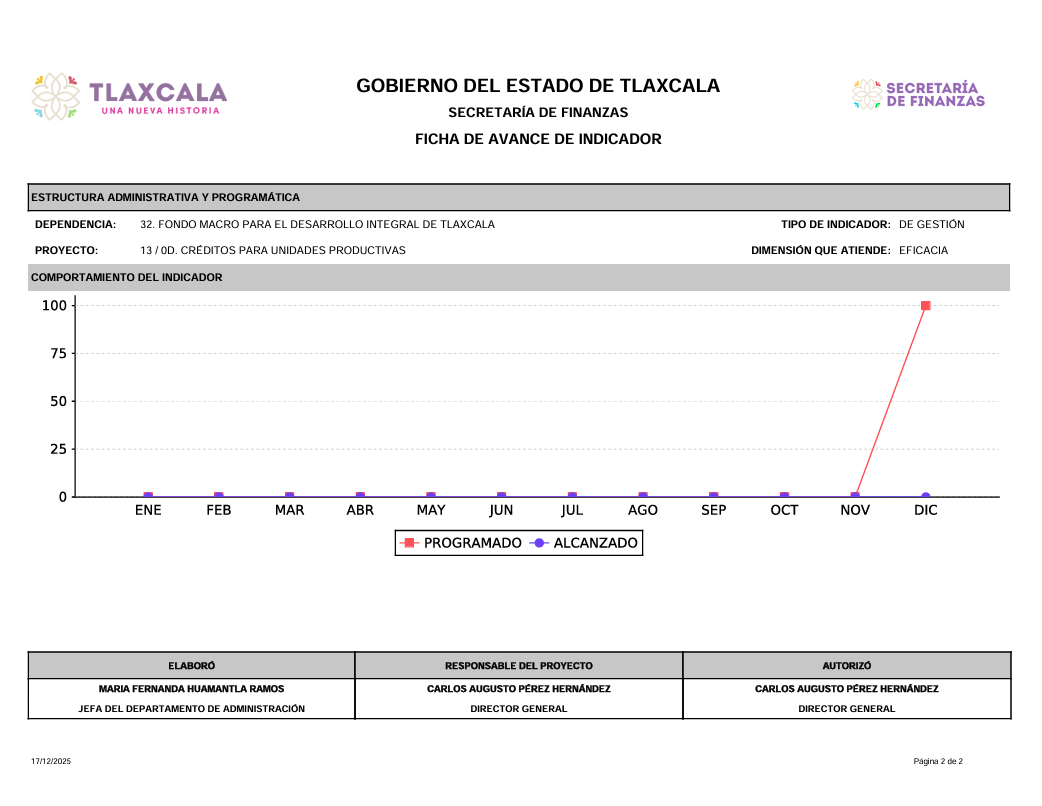 TLAXCALA
UNA NUEVA HISTORIA
GOBIERNO DEL ESTADO DE TLAXCALA
SECRETARÍA DE FINANZAS
FICHA DE AVANCE DE INDICADOR
SECRETARÍA
DE FINANZAS
ESTRUCTURA ADMINISTRATIVA Y PROGRAMÁTICA
DEPENDENCIA: 32. FONDO MACRO PARA EL DESARROLLO INTEGRAL DE TLAXCALA TIPO DE INDICADOR: DE GESTIÓN
PROYECTO: 13 / 0D. CRÉDITOS PARA UNIDADES PRODUCTIVAS DIMENSIÓN QUE ATIENDE: EFICACIA
COMPORTAMIENTO DEL INDICADOR
100
75
50
25
0
ENE FEB MAR ABR MAY JUN JUL AGO SEP OCT NOV DIC
PROGRAMADO ALCANZADO
ELABORÓ RESPONSABLE DEL PROYECTO AUTORIZÓ
MARIA FERNANDA HUAMANTLA RAMOS CARLOS AUGUSTO PÉREZ HERNÁNDEZ CARLOS AUGUSTO PÉREZ HERNÁNDEZ
JEFA DEL DEPARTAMENTO DE ADMINISTRACIÓN DIRECTOR GENERAL DIRECTOR GENERAL
17/12/2025 Página 2 de 2